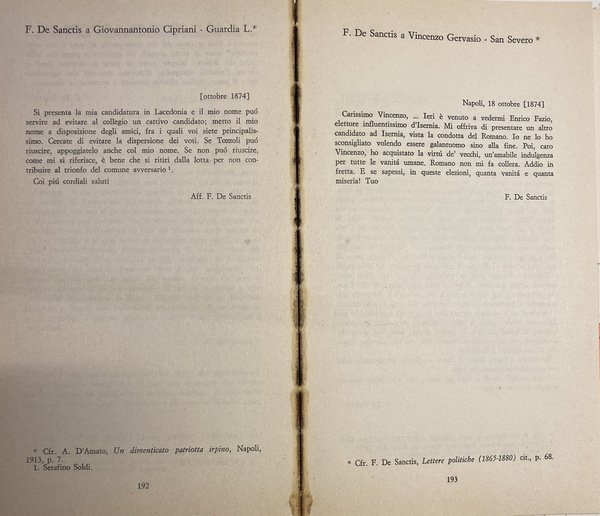 F. De Sanctis a Giovannantonio Cipriani - Guardia L.*
[ottobre 1874]
Si presenta la mia candidatura in Lacedonia e il mio nome puó
servire ad evitare al collegio un cattivo candidato; metto il mio
nome a disposizione degli amici, fra i quali voi siete principalis-
simo. Cercate di evitare la dispersione dei voti. Se Tozzoli può
riuscire, appoggiatelo anche col mio nome. Se non puó riuscire,
come mi si riferisce, è bene che si ritiri dalla lotta per non con-
tribuire al trionfo del comune avversario 1.
Coi piú cordiali saluti
Aff. F. De Sanctis
* Cfr. A. D'Amato, Un dimenticato patriotta irpino, Napoli,
1913, p. 7.
1. Serafino Soldi.
192
F. De Sanctis a Vincenzo Gervasio - San Severo *
Napoli, 18 ottobre [1874]
Carissimo Vincenzo, ... Ieri è venuto a vedermi Enrico Fazio,
elettore influentissimo d'Isernia. Mi offriva di presentare un altro
candidato ad Isernia, vista la condotta del Romano. Io ne lo ho
sconsigliato volendo essere galantuomo sino alla fine. Poi, caro
Vincenzo, ho acquistato la virtú de' vecchi, un'amabile indulgenza
per tutte le vanitá umane. Romano non mi fa collera. Addio in
fretta. E se sapessi, in queste elezioni, quanta vanitá e quanta
miseria! Tuo
F. De Sanctis
* Cfr. F. De Sanctis, Lettere politiche (1865-1880) cit., p. 68.
193